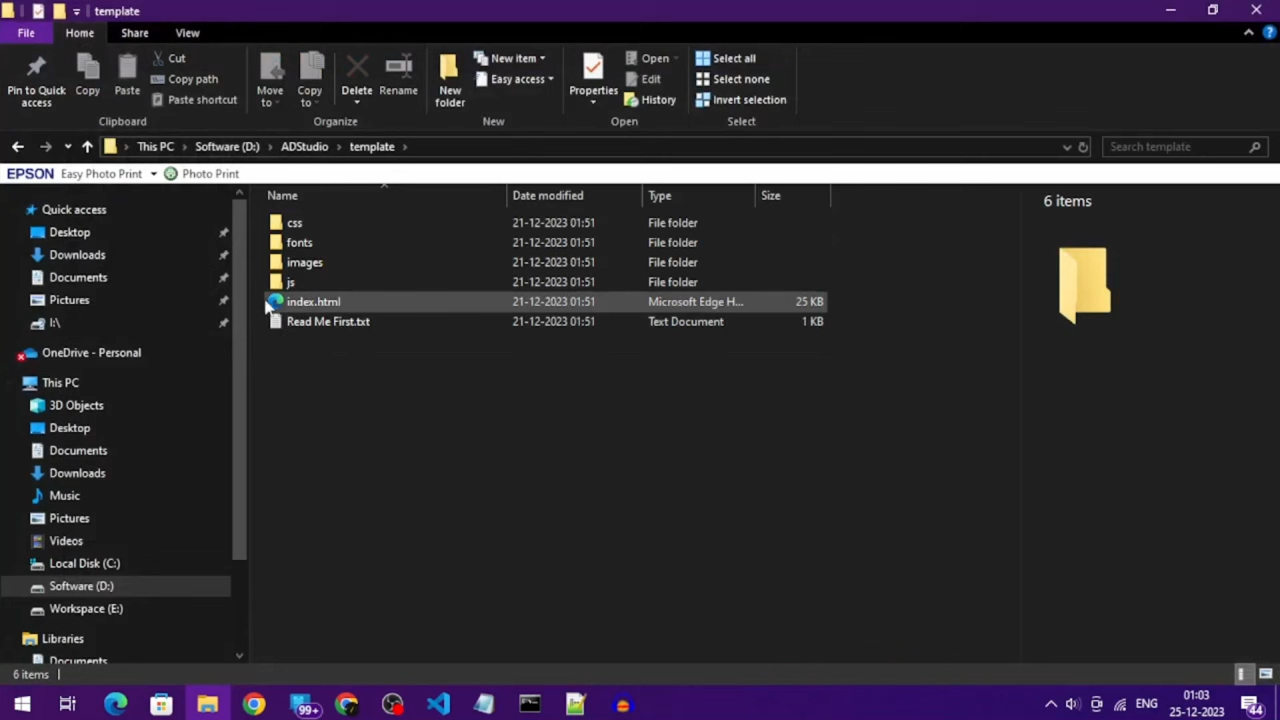 template
File Home Share View
Pin to Quick access
Copy
Paste
Cut
Copy path
Paste shortcut
Clipboard
Move to
Copy to
Delete
Rename
Organize
New folder
New item
Easy access
New
Properties
Open
Edit
History
Open
Select all
Select none
Invert selection
Select
This PC Software (D:) ADStudio template
Search template
EPSON Easy Photo Print Photo Print
Quick access
Desktop
Downloads
Documents
Pictures
I:\
OneDrive - Personal
This PC
3D Objects
Desktop
Documents
Downloads
Music
Pictures
Videos
Local Disk (C:)
Software (D:)
Workspace (E:)
Libraries
Documents
Name Date modified Type Size
css 21-12-2023 01:51 File folder
fonts 21-12-2023 01:51 File folder
images 21-12-2023 01:51 File folder
js 21-12-2023 01:51 File folder
index.html 21-12-2023 01:51 Microsoft Edge H... 25 KB
Read Me First.txt 21-12-2023 01:51 Text Document 1 KB
6 items
6 items
99+
ENG
01:03
25-12-2023
44